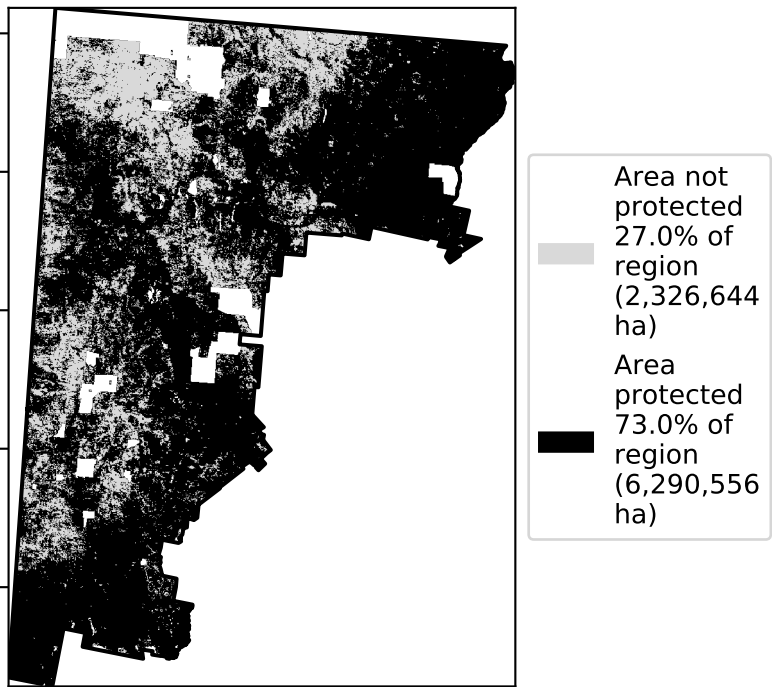 Area not
protected
27.0% of
region
(2,326,644
ha)
Area
protected
73.0% of
region
(6,290,556
ha)